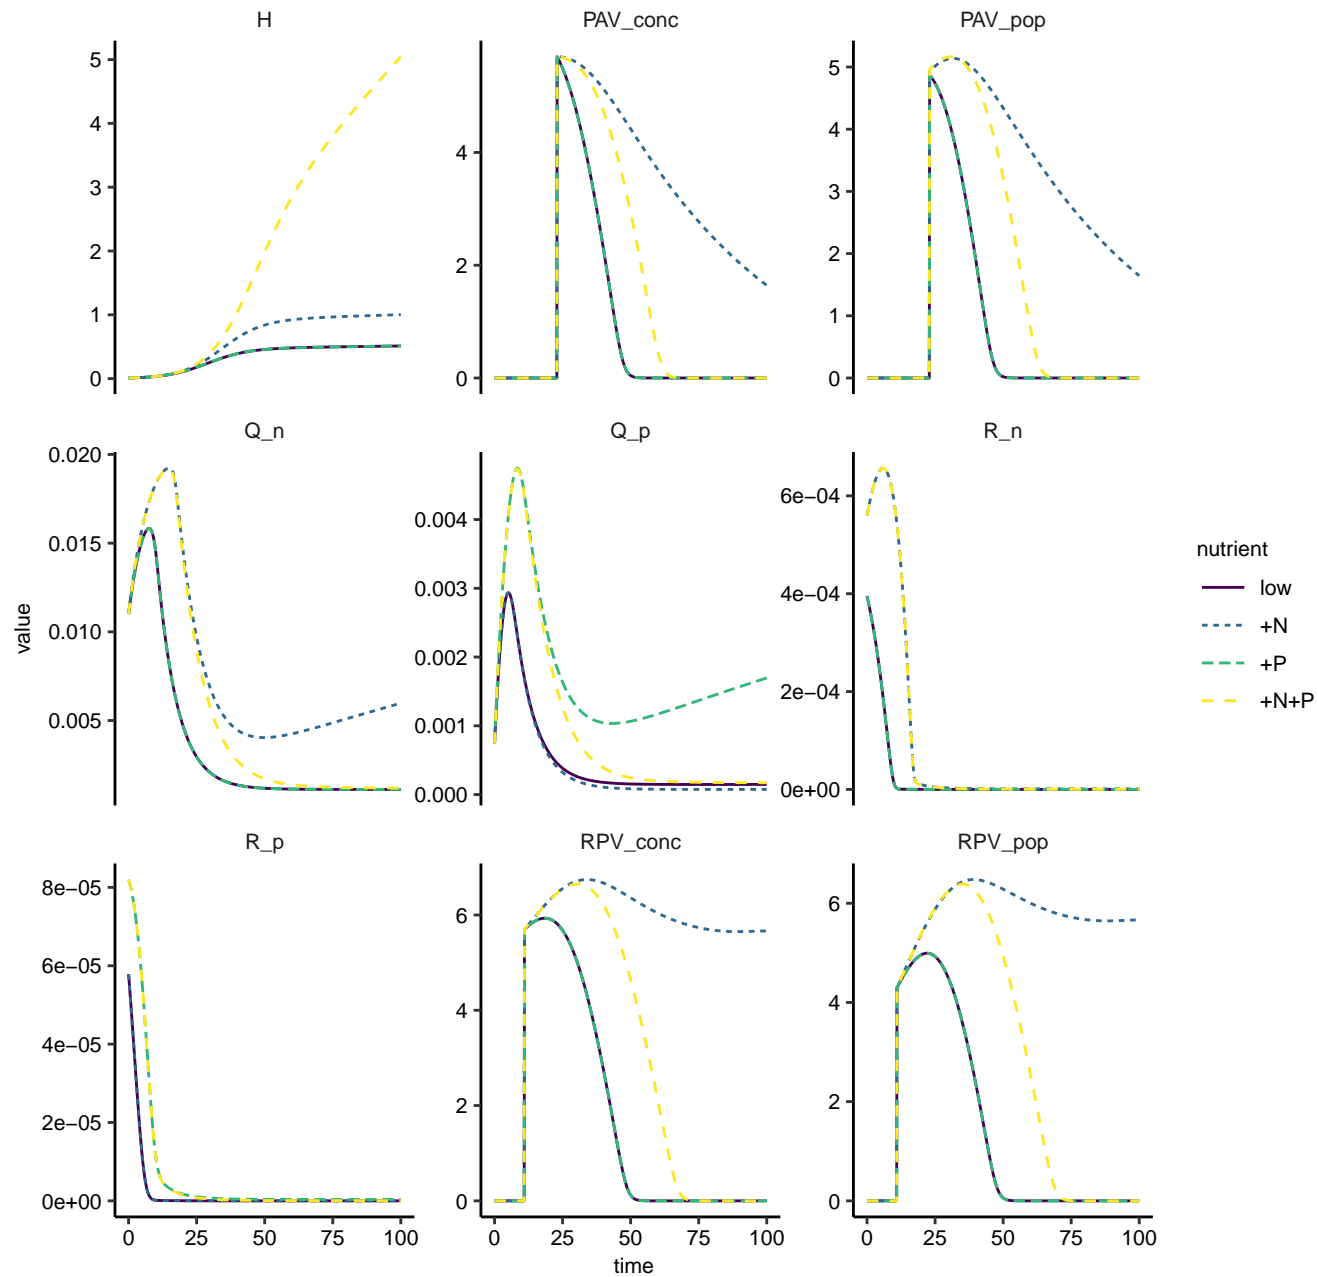 H
PAV_conc
PAV_pop
5
4
3
2
1
0
4
2
0
5
4
3
2
1
0
Q_n
Q_p
R_n
0.020
0.015
0.010
0.005
0.004
0.003
0.002
0.001
0.000
6e−04
4e−04
2e−04
0e+00
R_p
RPV_conc
RPV_pop
8e−05
6e−05
4e−05
2e−05
0e+00
6
4
2
0
6
4
2
0
0 25 50 75 100
0 25 50 75 100
0 25 50 75 100
time
value
nutrient
low
+N
+P
+N+P